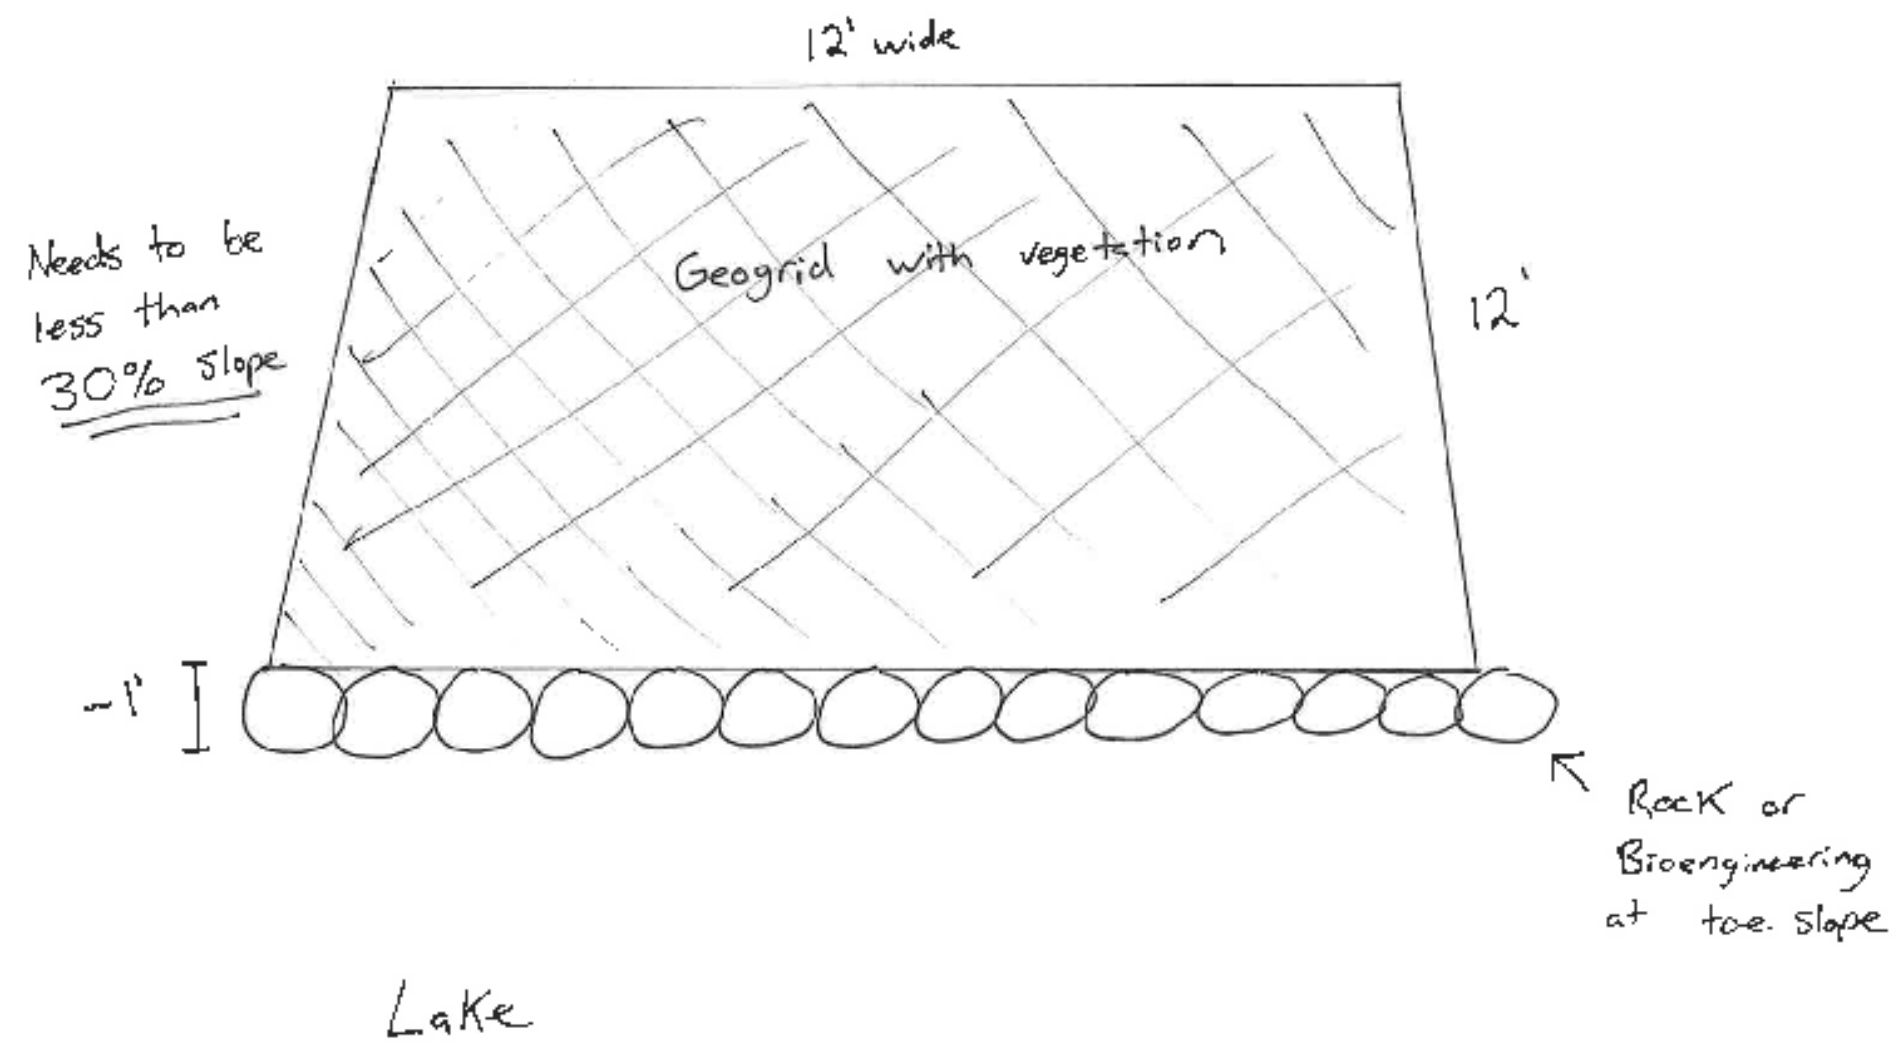 12' wide
Needs to be
less than
30% slope
Geogrid with vegetation
12'
~1'
Rock or
Bioengineering
at toe slope
Lake